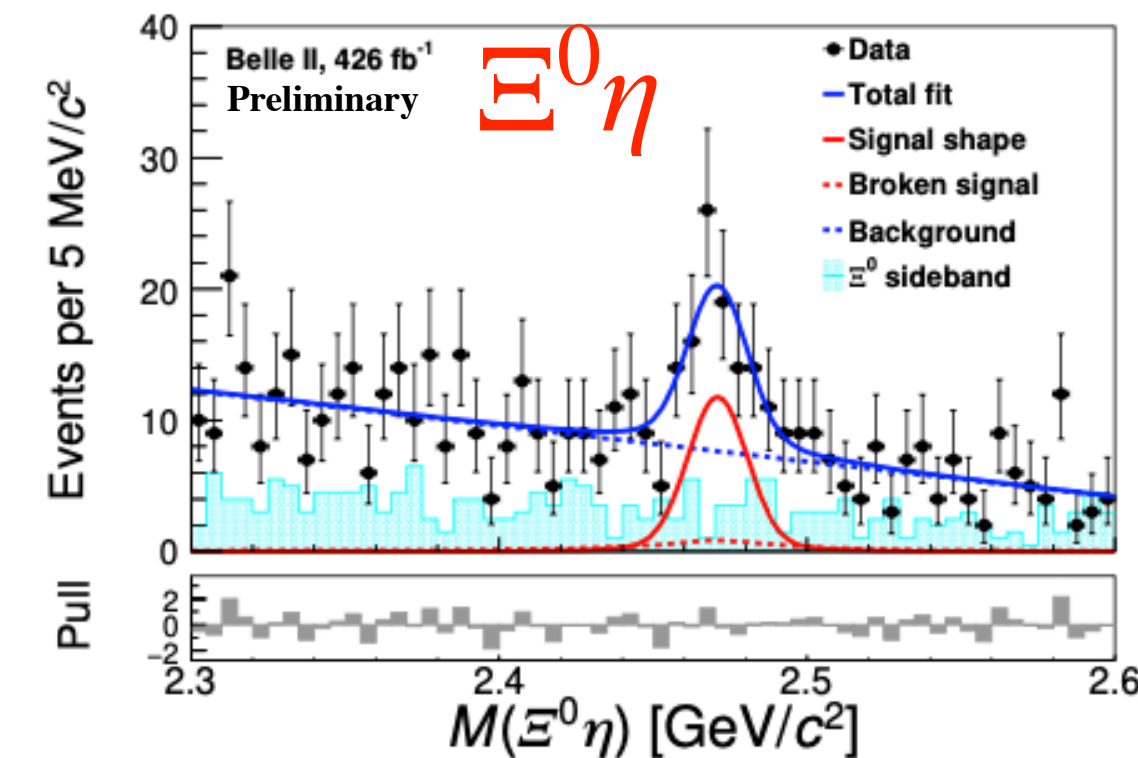 Belle II, 426 fb⁻¹
Preliminary
Ξ⁰η
Data
Total fit
Signal shape
Broken signal
Background
Ξ⁰ sideband
Events per 5 MeV/c²
40
30
20
10
0
Pull
2
0
−2
2.3 2.4 2.5 2.6
M(Ξ⁰η) [GeV/c²]